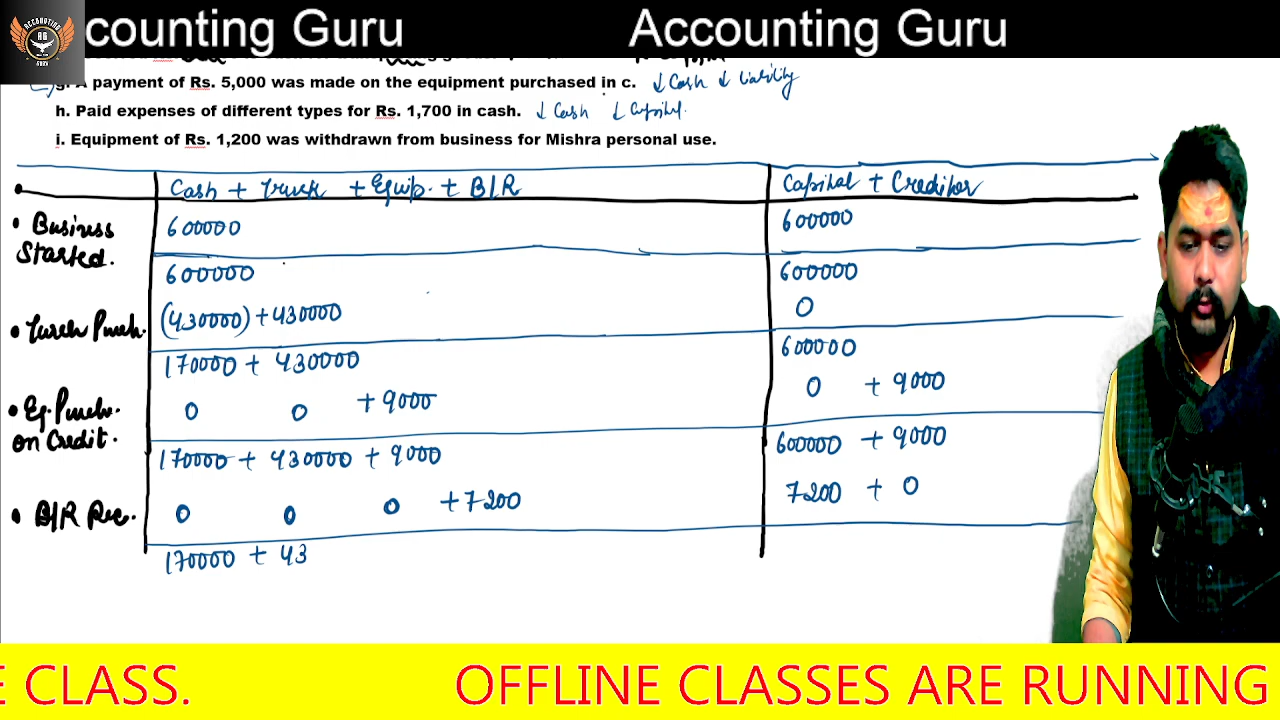 ACCOUNTING
AG
GURU
counting Guru
Accounting Guru
g. A payment of Rs. 5,000 was made on the equipment purchased in c. ↓ Cash ↓ liability
h. Paid expenses of different types for Rs. 1,700 in cash. ↓ Cash ↓ Capital.
i. Equipment of Rs. 1,200 was withdrawn from business for Mishra personal use.
Cash + Truck + Equip. + B/R Capital + Creditor
• Business Started. 600000 600000
600000 600000
(430000) + 430000 0
170000 + 430000 600000
• Eq. Purch. on Credit. 0 0 + 9000 0 + 9000
170000 + 430000 + 9000 600000 + 9000
• B/R Rec. 0 0 0 + 7200 7200 + 0
170000 + 43
E CLASS.
OFFLINE CLASSES ARE RUNNING